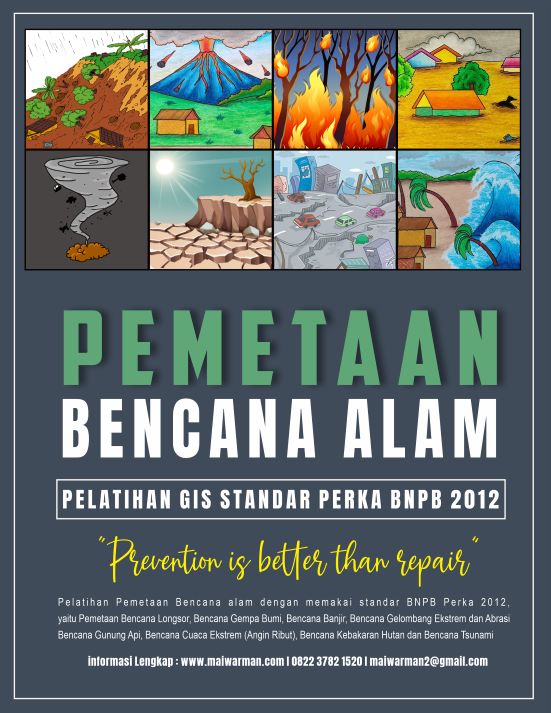 PEMETAAN
BENCANA ALAM
PELATIHAN GIS STANDAR PERKA BNPB 2012
"Prevention is better than repair"
Pelatihan Pemetaan Bencana alam dengan memakai standar BNPB Perka 2012,
yaitu Pemetaan Bencana Longsor, Bencana Gempa Bumi, Bencana Banjir, Bencana Gelombang Ekstrem dan Abrasi
Bencana Gunung Api, Bencana Cuaca Ekstrem (Angin Ribut), Bencana Kebakaran Hutan dan Bencana Tsunami
informasi Lengkap : www.maiwarman.com I 0822 3782 1520 I maiwarman2@gmail.com